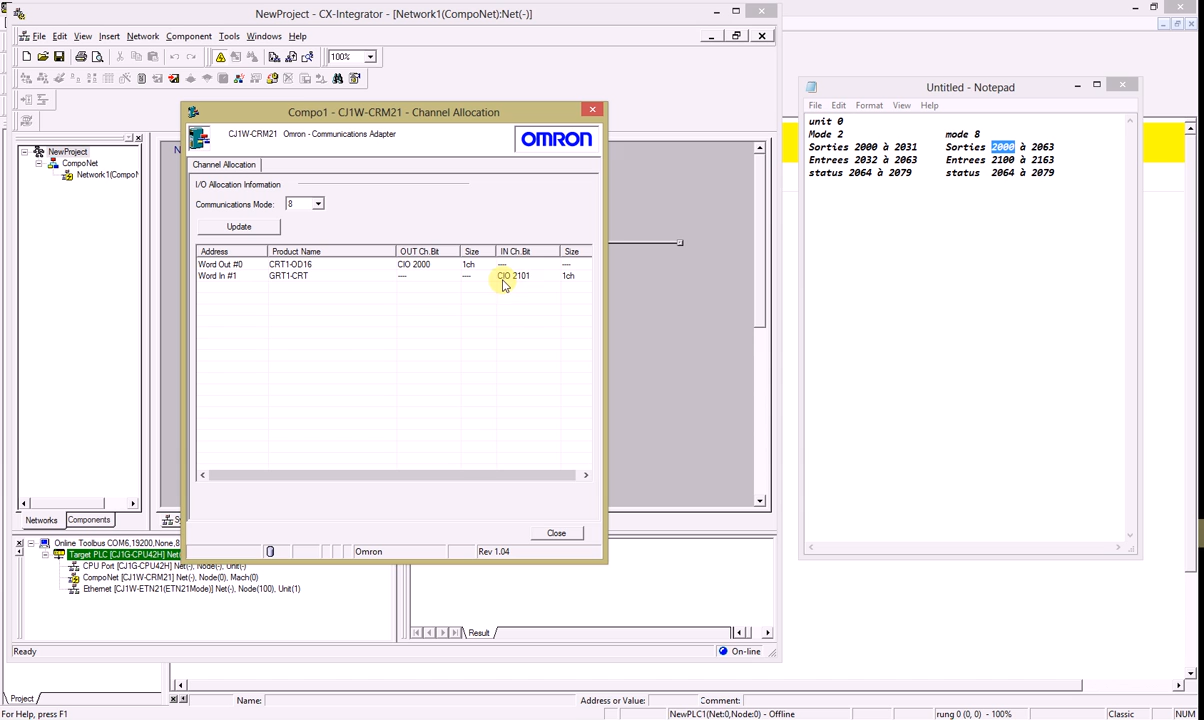 NewProject - CX-Integrator - [Network1(CompoNet):Net(-)]
File Edit View Insert Network Component Tools Windows Help
100%
NewProject
CompoNet
Network1(Compol
Networks Components
Compo1 - CJ1W-CRM21 - Channel Allocation
CJ1W-CRM21 Omron - Communications Adapter
OMRON
Channel Allocation
I/O Allocation Information
Communications Mode: 8
Update
Address Product Name OUT Ch.Bit Size IN Ch.Bit Size
Word Out #0 CRT1-OD16 CIO 2000 1ch ---- ----
Word In #1 GRT1-CRT ---- ---- CIO 2101 1ch
Close
Omron Rev 1.04
Online Toolbus COM6,19200,None,8
Target PLC [CJ1G-CPU42H] Net(
CPU Port [CJ1G-CPU42H] Net(-), Node(-), Unit(-)
CompoNet [CJ1W-CRM21] Net(-), Node(0), Mach(0)
Ethernet [CJ1W-ETN21(ETN21Mode)] Net(-), Node(100), Unit(1)
Result
Ready On-line
Untitled - Notepad
File Edit Format View Help
unit 0
Mode 2 mode 8
Sorties 2000 à 2031 Sorties 2000 à 2063
Entrees 2032 à 2063 Entrees 2100 à 2163
status 2064 à 2079 status 2064 à 2079
Project
Name: Address or Value: Comment:
For Help, press F1 NewPLC1(Net:0,Node:0) - Offline rung 0 (0, 0) - 100% Classic NUM